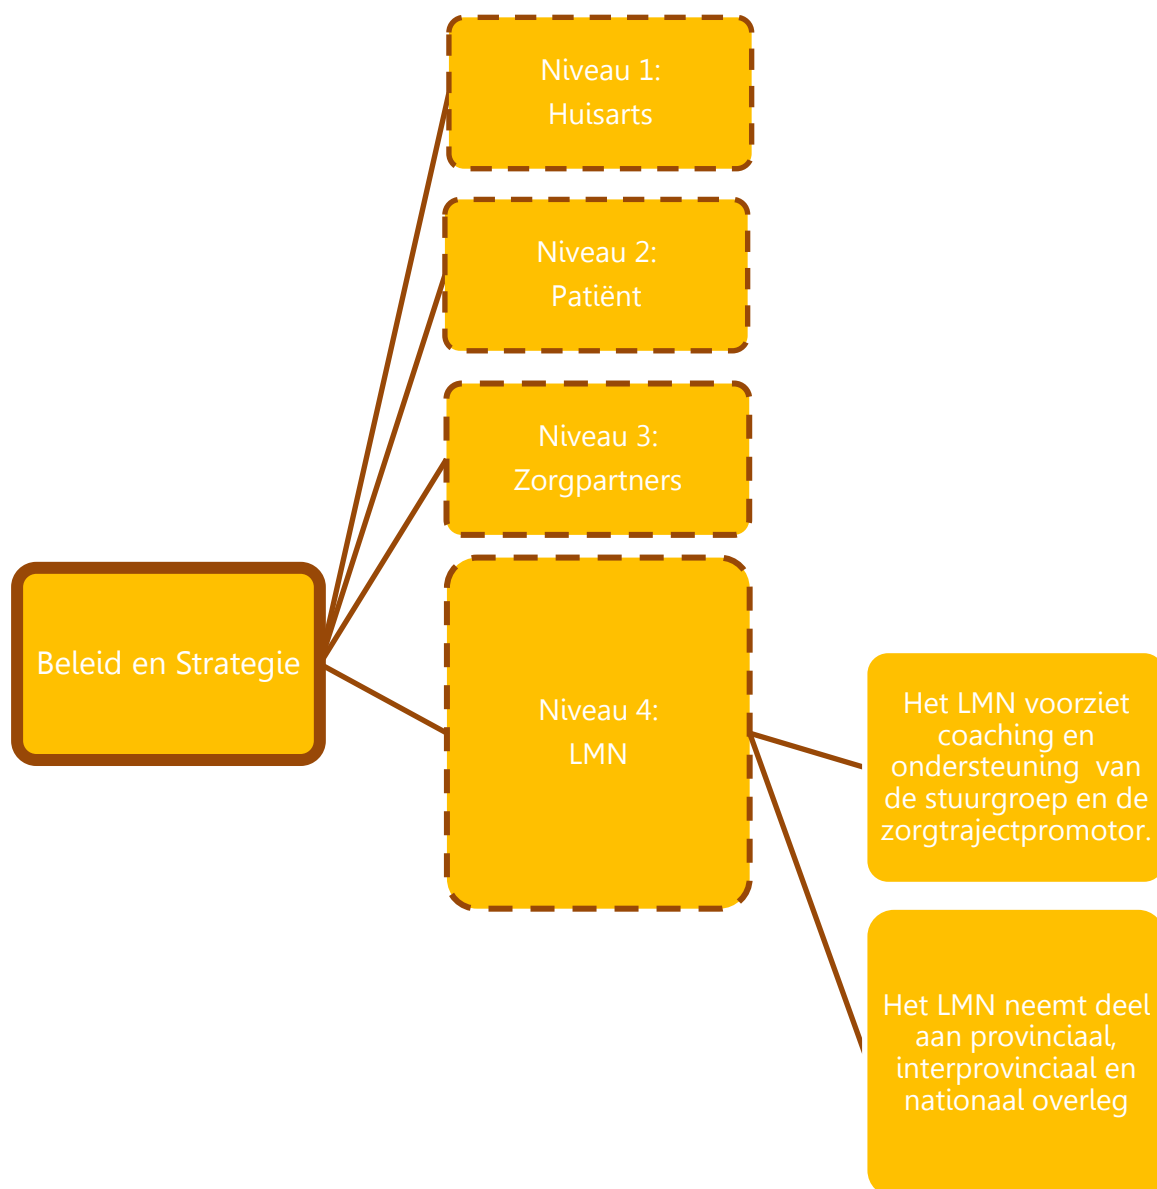 Niveau 1:
Huisarts
Niveau 2:
Patiënt
Niveau 3:
Zorgpartners
Beleid en Strategie
Niveau 4:
LMN
Het LMN voorziet
coaching en
ondersteuning van
de stuurgroep en de
zorgtrajectpromotor.
Het LMN neemt deel
aan provinciaal,
interprovinciaal en
nationaal overleg